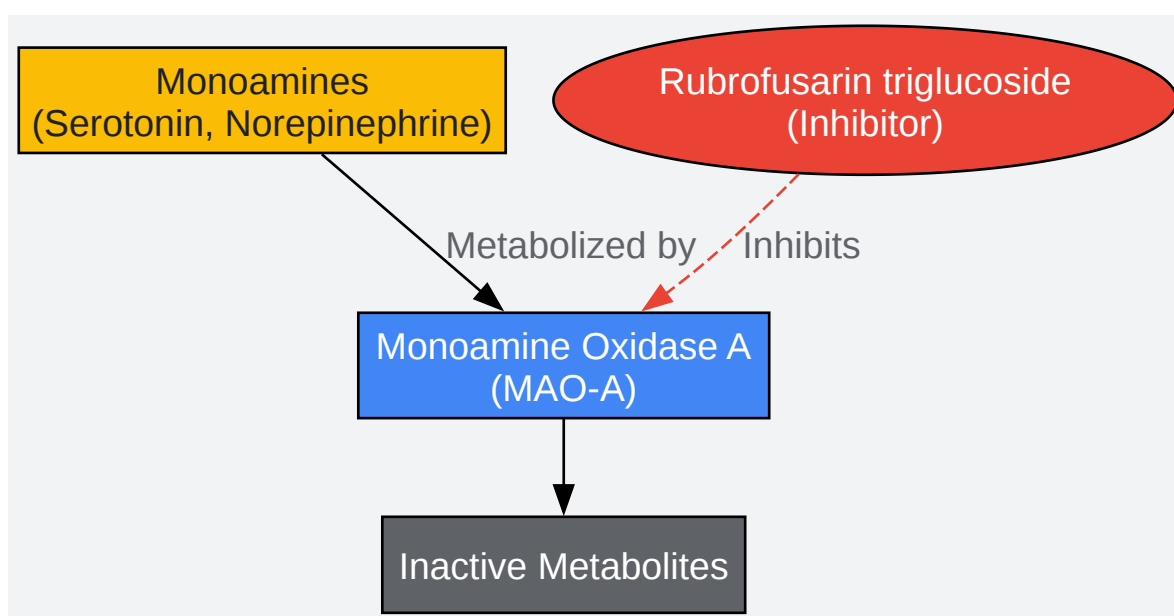 Monoamines
(Serotonin, Norepinephrine)
Rubrofusarin triglucoside
(Inhibitor)
Metabolized by
Inhibits
Monoamine Oxidase A
(MAO-A)
Inactive Metabolites